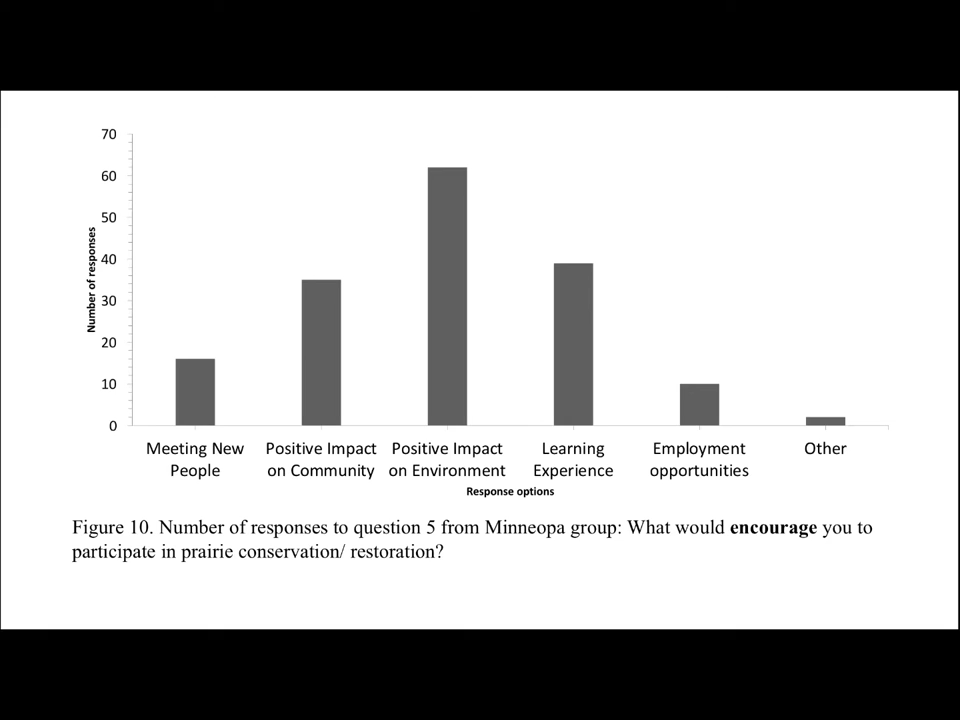 70
60
50
40
30
20
10
0
Number of responses
Meeting New
People
Positive Impact
on Community
Positive Impact
on Environment
Learning
Experience
Employment
opportunities
Other
Response options
Figure 10. Number of responses to question 5 from Minneopa group: What would encourage you to
participate in prairie conservation/ restoration?